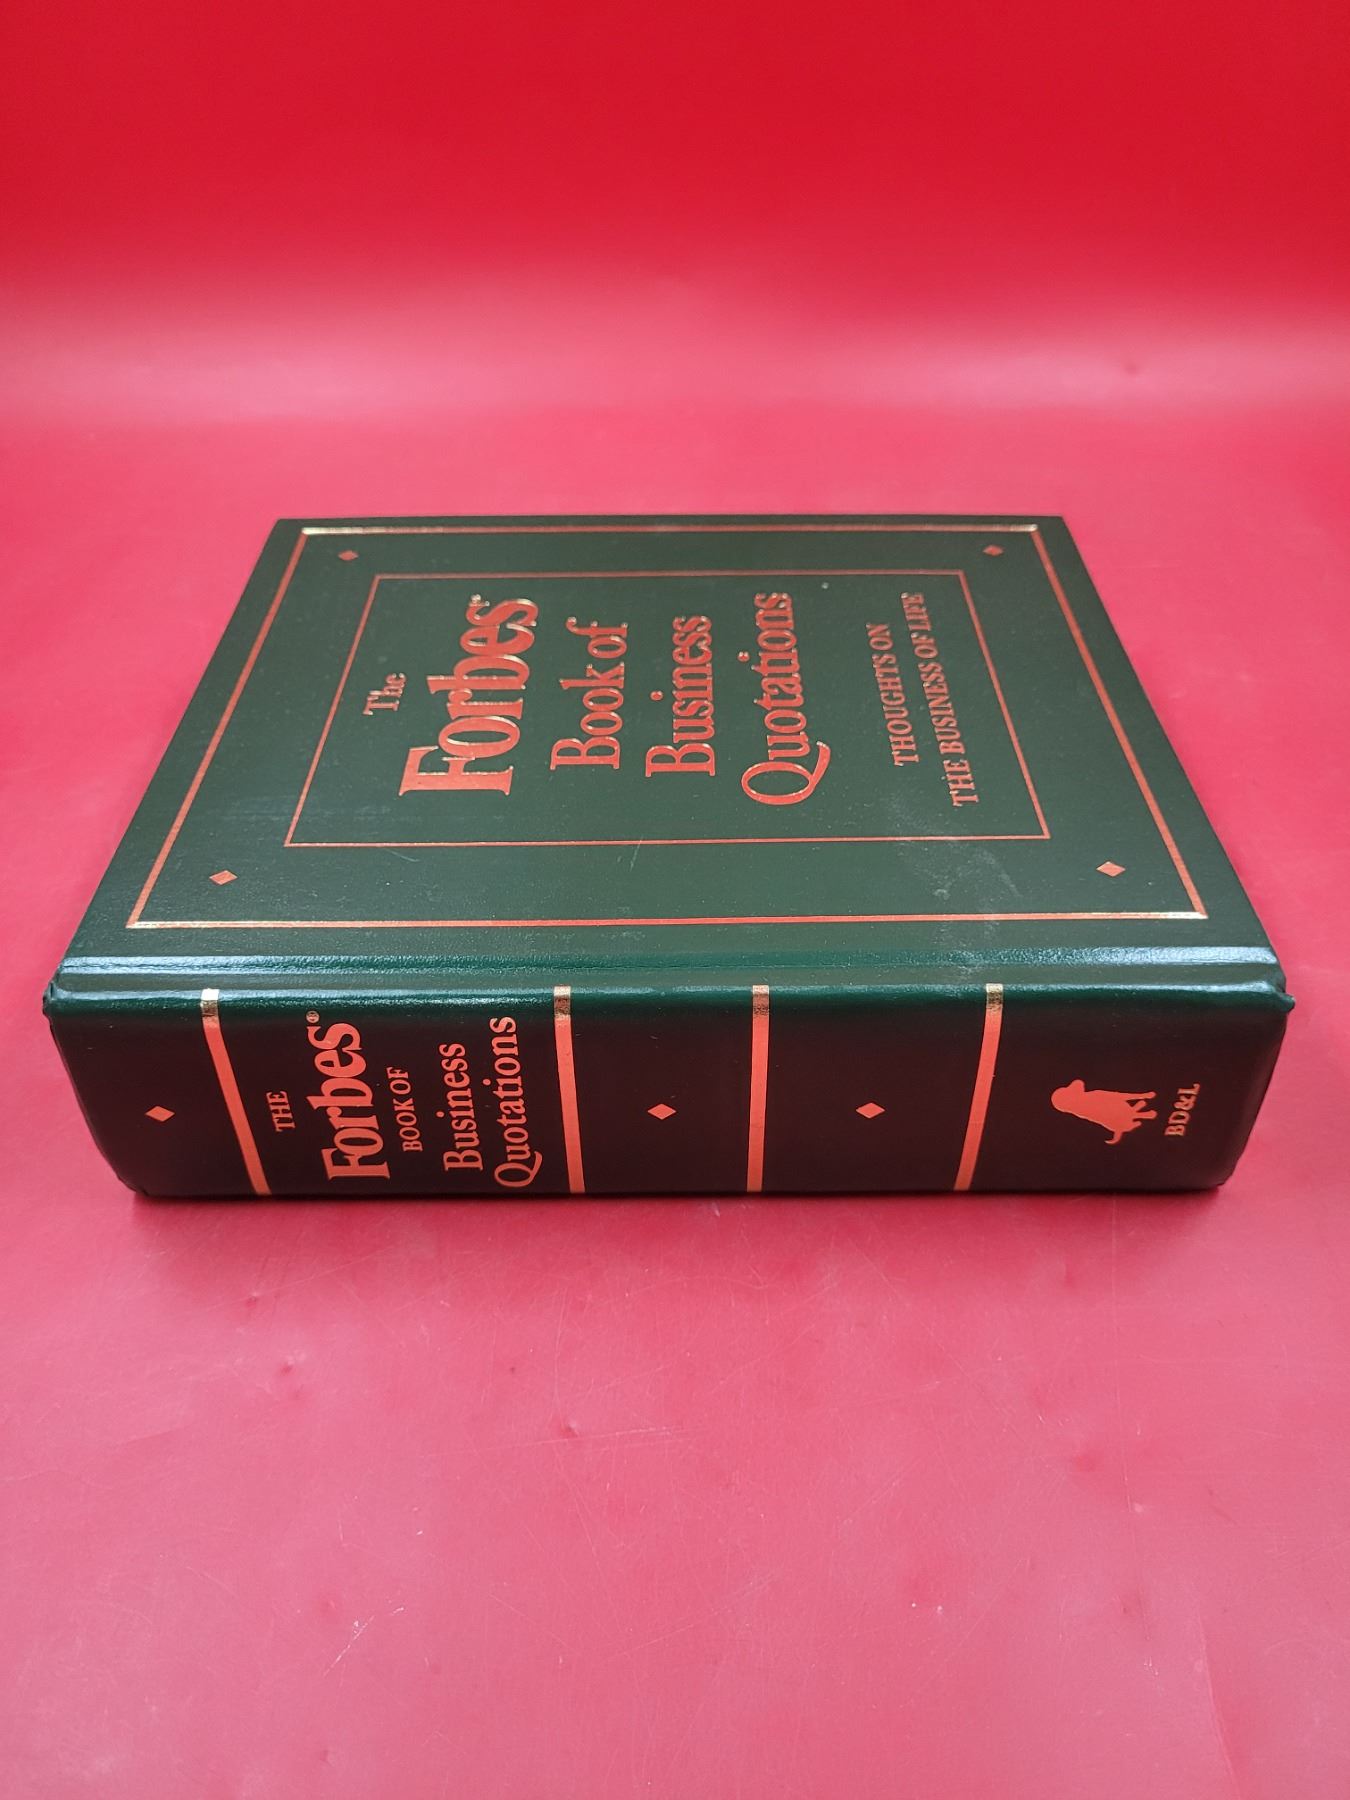 The
Forbes®
Book of
Business
Quotations
THOUGHTS ON
THE BUSINESS OF LIFE
THE
Forbes®
BOOK OF
Business
Quotations
BD&L